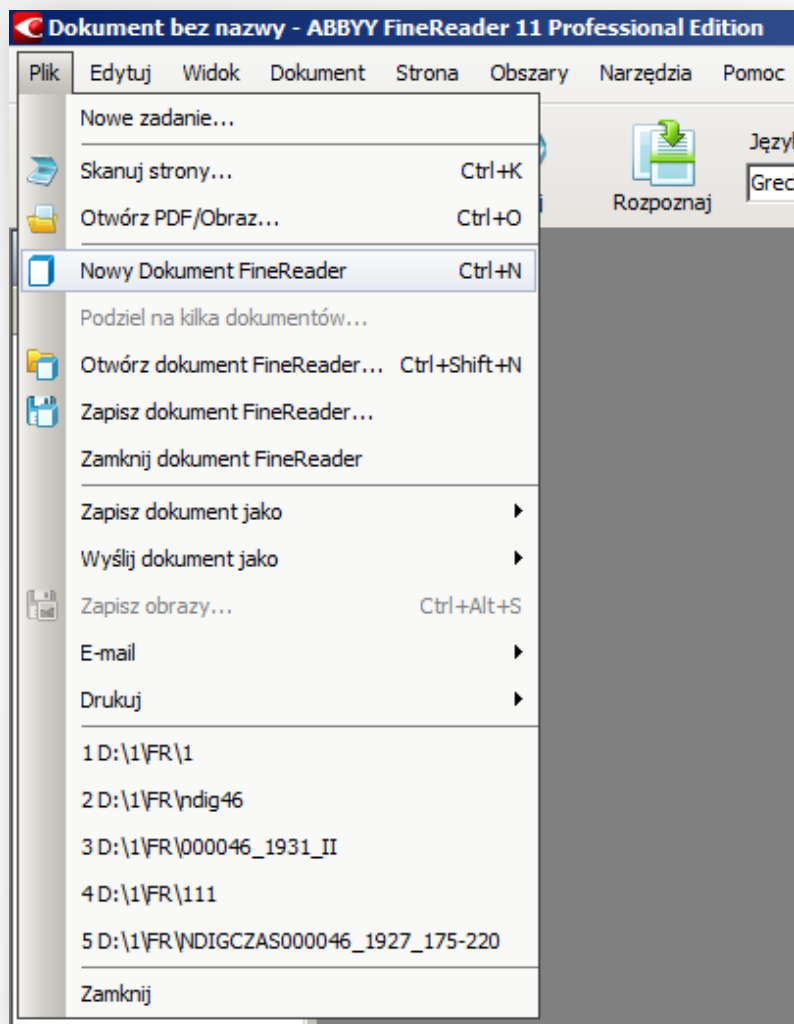 Dokument bez nazwy - ABBYY FineReader 11 Professional Edition
Plik Edytuj Widok Dokument Strona Obszary Narzędzia Pomoc
Nowe zadanie...
Skanuj strony... Ctrl+K
Otwórz PDF/Obraz... Ctrl+O
Rozpoznaj
Nowy Dokument FineReader Ctrl+N
Podziel na kilka dokumentów...
Otwórz dokument FineReader... Ctrl+Shift+N
Zapisz dokument FineReader...
Zamknij dokument FineReader
Zapisz dokument jako
Wyślij dokument jako
Zapisz obrazy... Ctrl+Alt+S
E-mail
Drukuj
1 D:\1\FR\1
2 D:\1\FR\ndig46
3 D:\1\FR\000046_1931_II
4 D:\1\FR\111
5 D:\1\FR\NDIGCZAS000046_1927_175-220
Zamknij